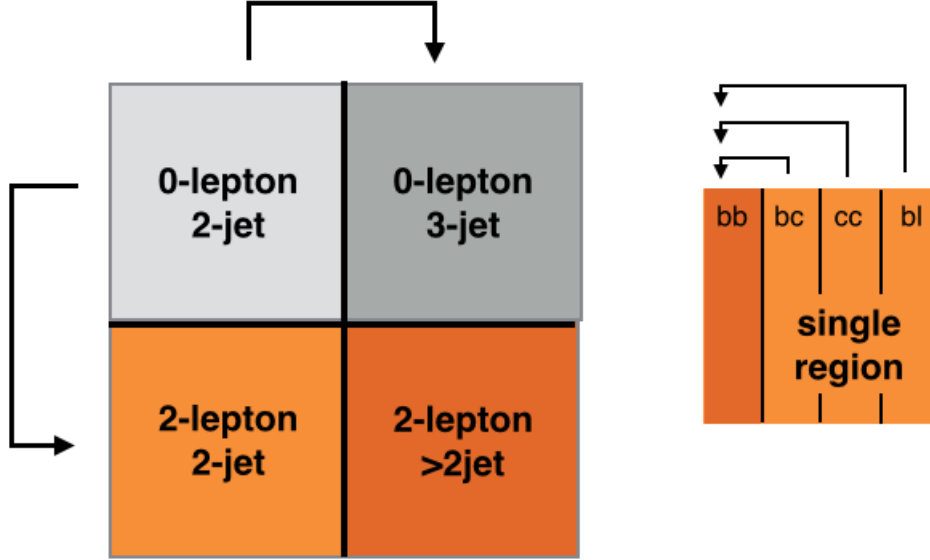 0-lepton
2-jet
0-lepton
3-jet
2-lepton
2-jet
2-lepton
>2jet
bb
bc
cc
bl
single
region